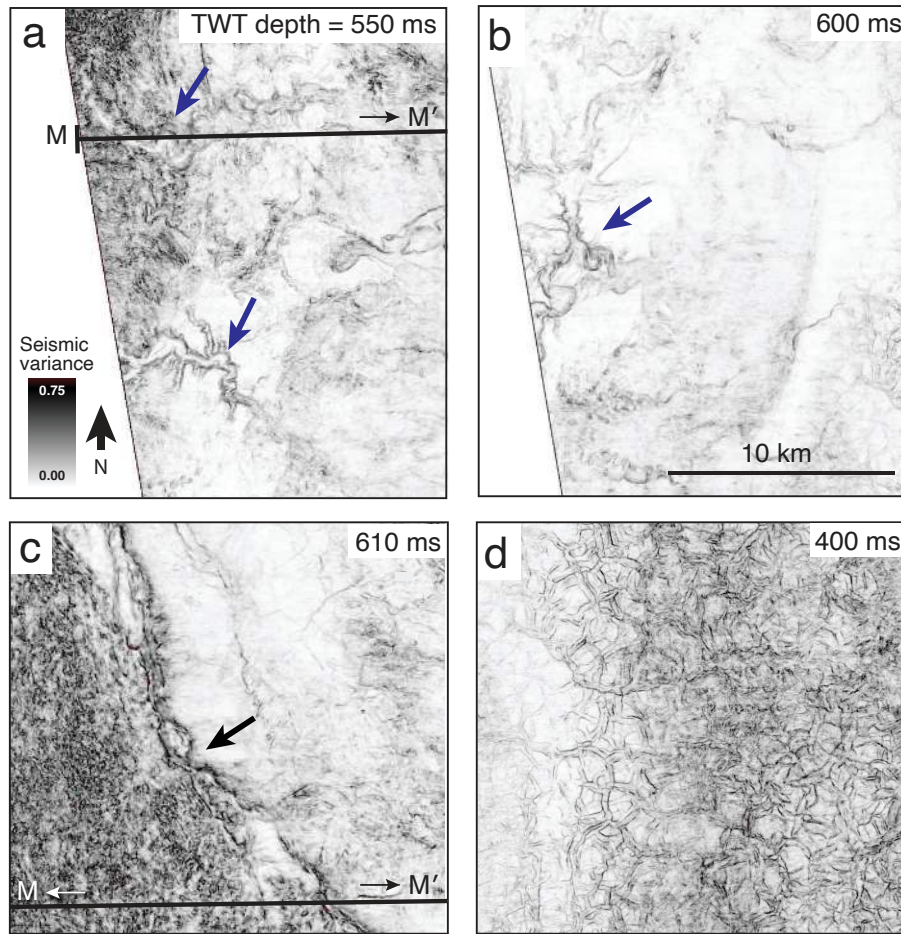 a
TWT depth = 550 ms
M
M′
Seismic
variance
0.75
0.00
N
b
600 ms
10 km
c
610 ms
M
M′
d
400 ms